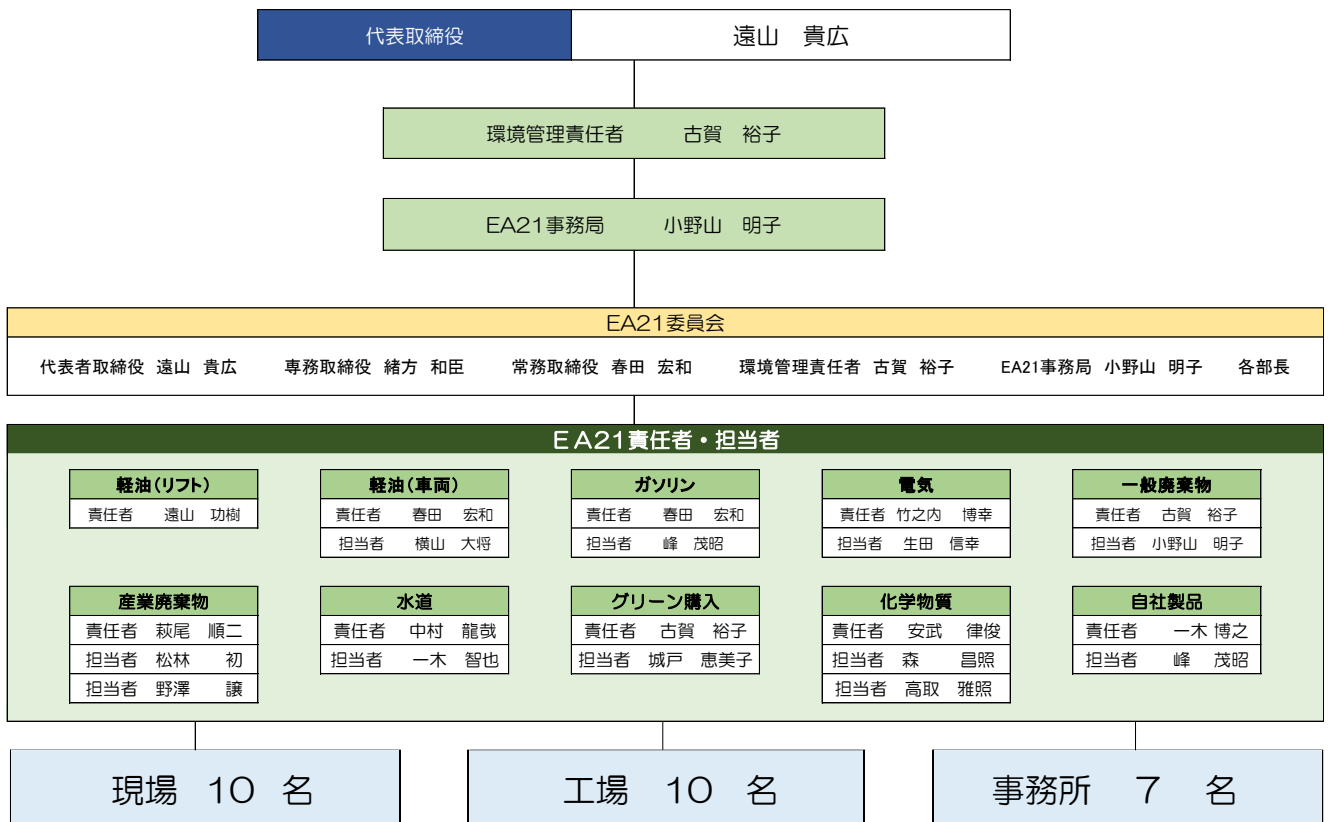 代表取締役 遠山 貴広
環境管理責任者 古賀 裕子
EA21事務局 小野山 明子
EA21委員会
代表者取締役 遠山 貴広 専務取締役 緒方 和臣 常務取締役 春田 宏和 環境管理責任者 古賀 裕子 EA21事務局 小野山 明子 各部長
EA21責任者・担当者
軽油(リフト)
責任者 遠山 功樹
軽油(車両)
責任者 春田 宏和
担当者 横山 大将
ガソリン
責任者 春田 宏和
担当者 峰 茂昭
電気
責任者 竹之内 博幸
担当者 生田 信幸
一般廃棄物
責任者 古賀 裕子
担当者 小野山 明子
産業廃棄物
責任者 萩尾 順二
担当者 松林 初
担当者 野澤 譲
水道
責任者 中村 龍哉
担当者 一木 智也
グリーン購入
責任者 古賀 裕子
担当者 城戸 恵美子
化学物質
責任者 安武 律俊
担当者 森 昌照
担当者 高取 雅照
自社製品
責任者 一木 博之
担当者 峰 茂昭
現場 10 名
工場 10 名
事務所 7 名